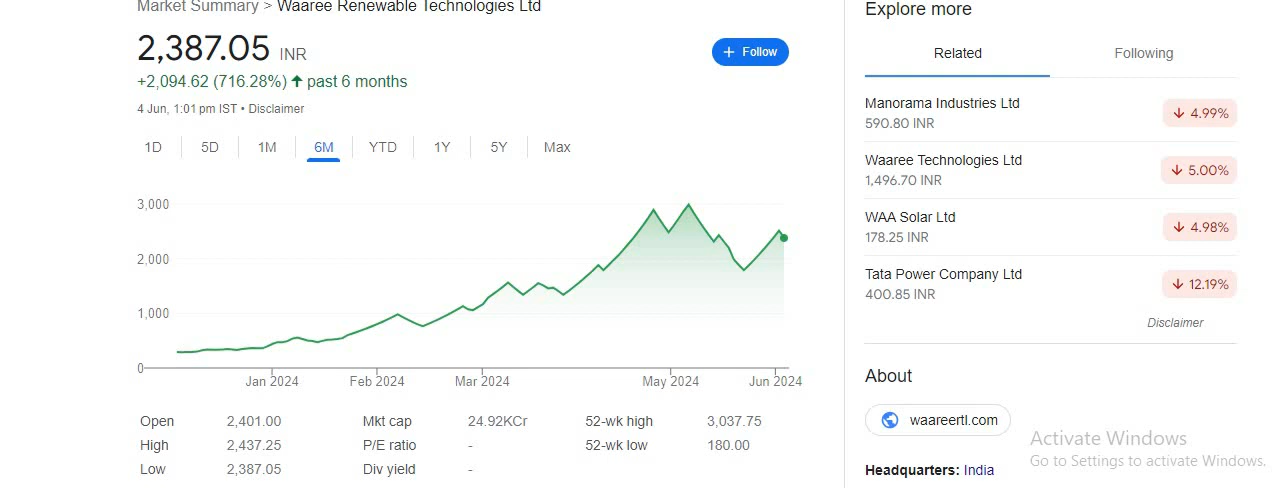 Market Summary > Waaree Renewable Technologies Ltd
2,387.05 INR
+ Follow
+2,094.62 (716.28%) ↑ past 6 months
4 Jun, 1:01 pm IST • Disclaimer
1D 5D 1M 6M YTD 1Y 5Y Max
3,000
2,000
1,000
0
Jan 2024 Feb 2024 Mar 2024 May 2024 Jun 2024
Open 2,401.00 Mkt cap 24.92KCr 52-wk high 3,037.75
High 2,437.25 P/E ratio - 52-wk low 180.00
Low 2,387.05 Div yield -
Explore more
Related Following
Manorama Industries Ltd
590.80 INR ↓ 4.99%
Waaree Technologies Ltd
1,496.70 INR ↓ 5.00%
WAA Solar Ltd
178.25 INR ↓ 4.98%
Tata Power Company Ltd
400.85 INR ↓ 12.19%
Disclaimer
About
waareertl.com
Headquarters: India
Activate Windows
Go to Settings to activate Windows.